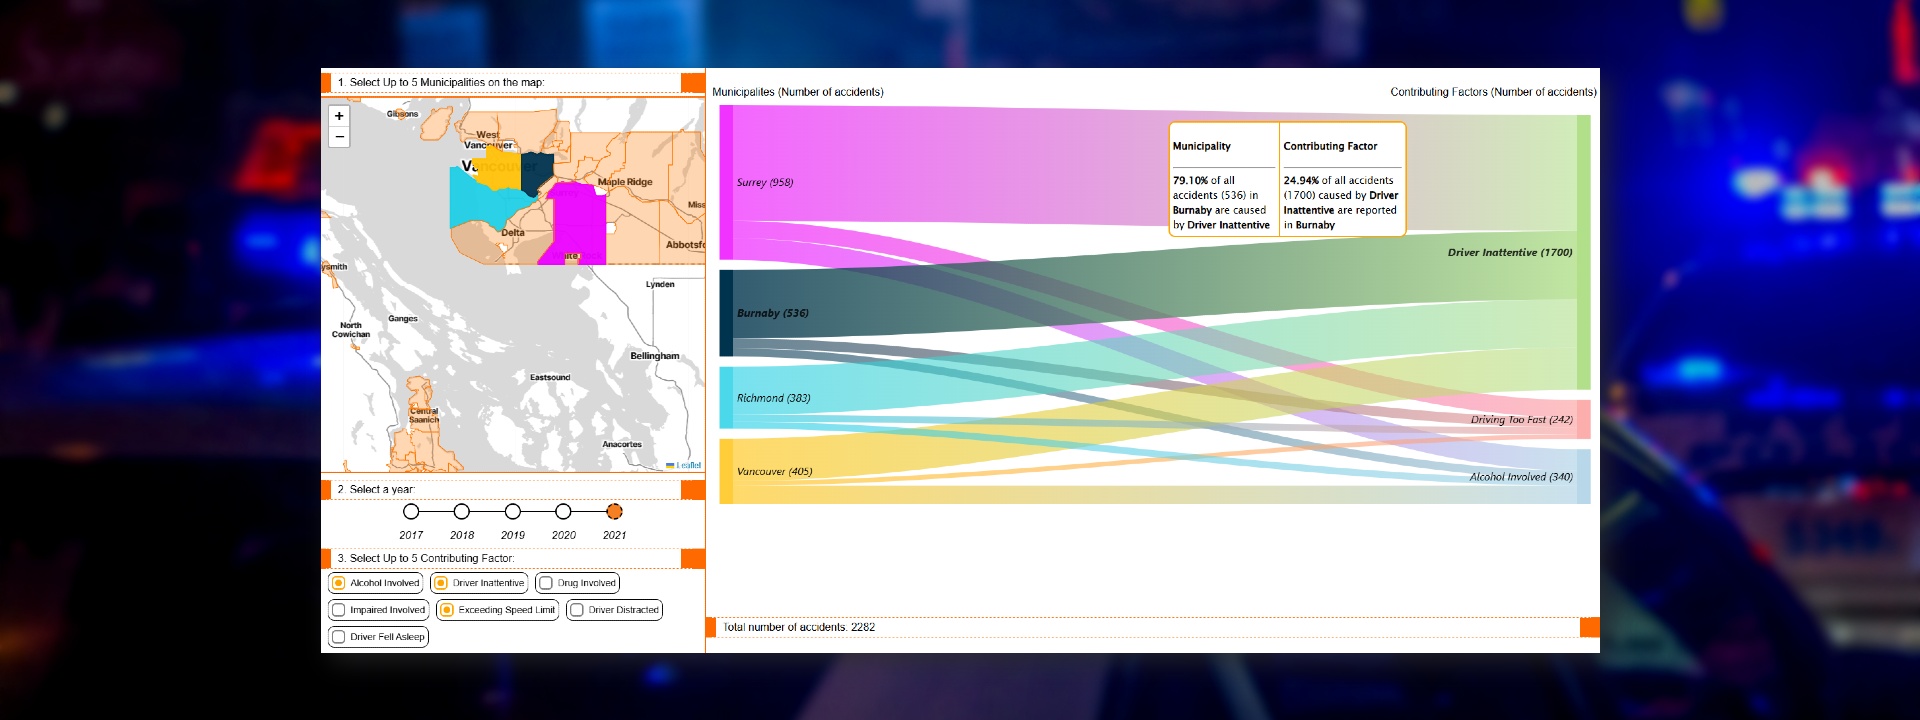 1. Select Up to 5 Municipalities on the map:
+
−
Gibsons
West
Vancouver
Vancouver
Maple Ridge
Delta
Abbotsf
White Rock
Lynden
Ganges
North
Cowichan
Bellingham
Eastsound
Central
Saanich
Anacortes
Leaflet
2. Select a year:
2017 2018 2019 2020 2021
3. Select Up to 5 Contributing Factor:
Alcohol Involved Driver Inattentive Drug Involved
Impaired Involved Exceeding Speed Limit Driver Distracted
Driver Fell Asleep
Municipalites (Number of accidents)
Contributing Factors (Number of accidents)
Surrey (958)
Burnaby (536)
Richmond (383)
Vancouver (405)
Municipality
79.10% of all
accidents (536) in
Burnaby are caused
by Driver Inattentive
Contributing Factor
24.94% of all accidents
(1700) caused by Driver
Inattentive are reported
in Burnaby
Driver Inattentive (1700)
Driving Too Fast (242)
Alcohol Involved (340)
Total number of accidents: 2282